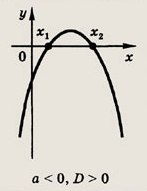 y
x₁ x₂
0 x
a < 0, D > 0